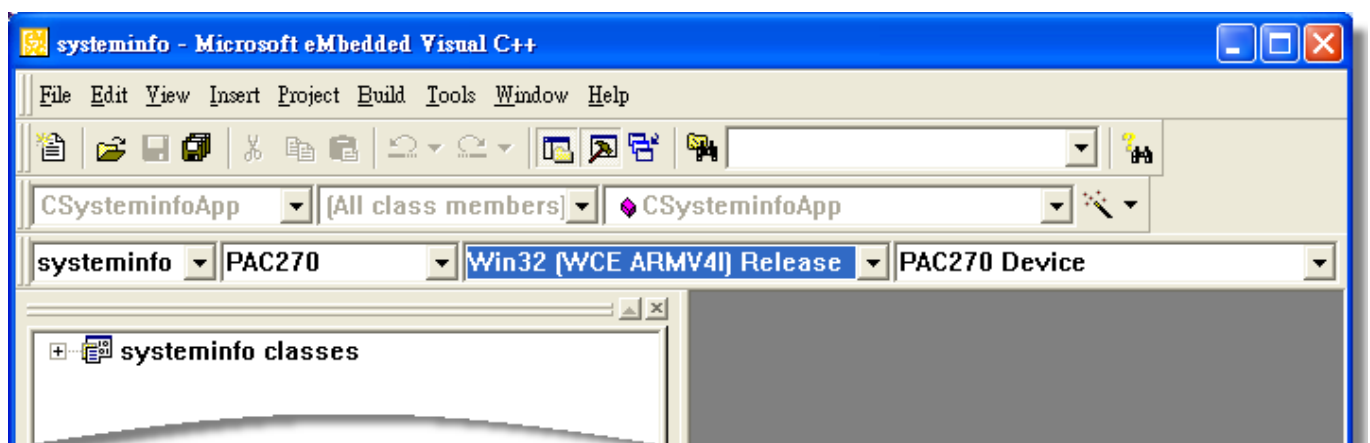 systeminfo - Microsoft eMbedded Visual C++
File Edit View Insert Project Build Tools Window Help
CSysteminfoApp (All class members) CSysteminfoApp
systeminfo PAC270 Win32 (WCE ARMV4I) Release PAC270 Device
systeminfo classes